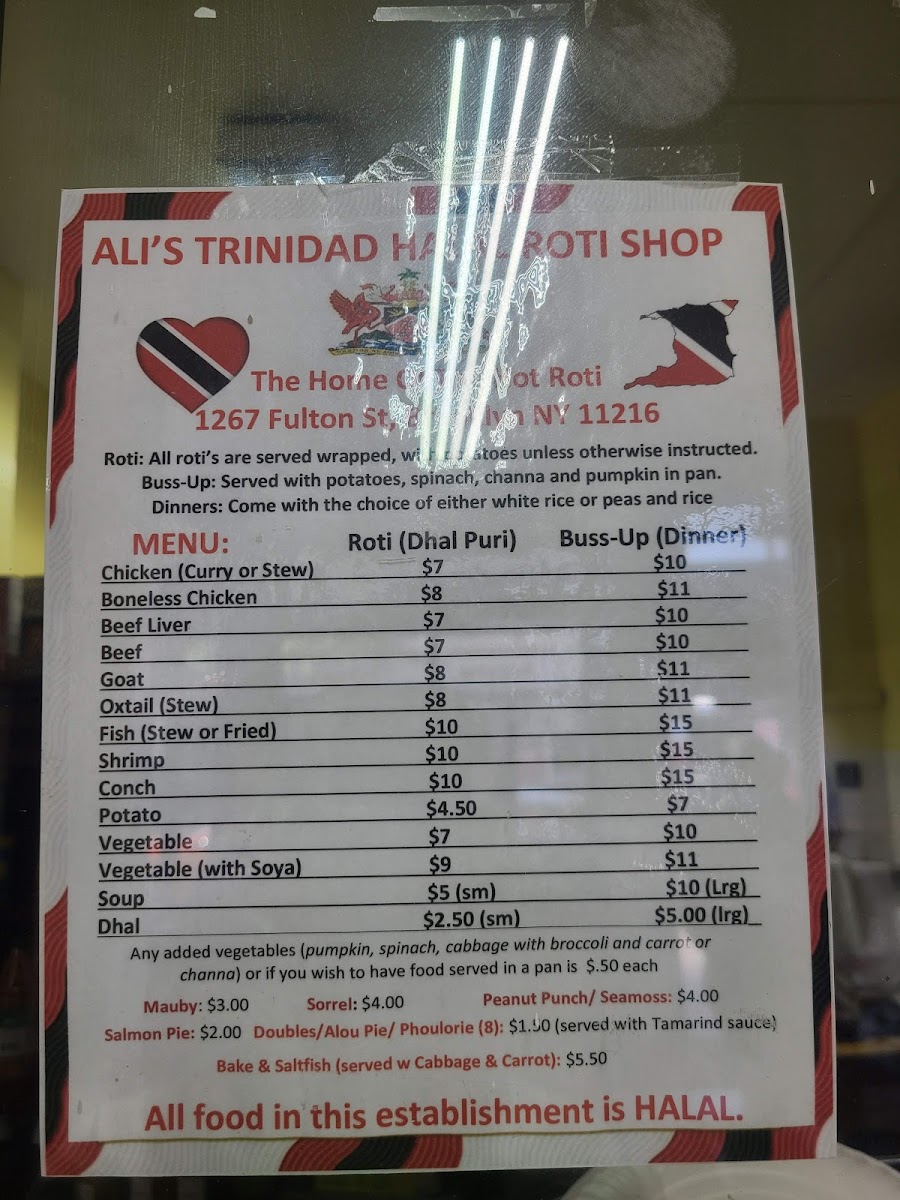 ALI'S TRINIDAD ROTI SHOP
The Home ot Roti
1267 Fulton St, NY 11216
Roti: All roti's are served wrapped, unless otherwise instructed.
Buss-Up: Served with potatoes, spinach, channa and pumpkin in pan.
Dinners: Come with the choice of either white rice or peas and rice
MENU: Roti (Dhal Puri) Buss-Up (Dinner)
Chicken (Curry or Stew) $7 $10
Boneless Chicken $8 $11
Beef Liver $7 $10
Beef $7 $10
Goat $8 $11
Oxtail (Stew) $8 $11
Fish (Stew or Fried) $10 $15
Shrimp $10 $15
Conch $10 $15
Potato $4.50 $7
Vegetable $7 $10
Vegetable (with Soya) $9 $11
Soup $5 (sm) $10 (Lrg)
Dhal $2.50 (sm) $5.00 (lrg)
Any added vegetables (pumpkin, spinach, cabbage with broccoli and carrot or
channa) or if you wish to have food served in a pan is $.50 each
Mauby: $3.00 Sorrel: $4.00 Peanut Punch/ Seamoss: $4.00
Salmon Pie: $2.00 Doubles/Alou Pie/ Phoulorie (8): $1.50 (served with Tamarind sauce)
Bake & Saltfish (served w Cabbage & Carrot): $5.50
All food in this establishment is HALAL.